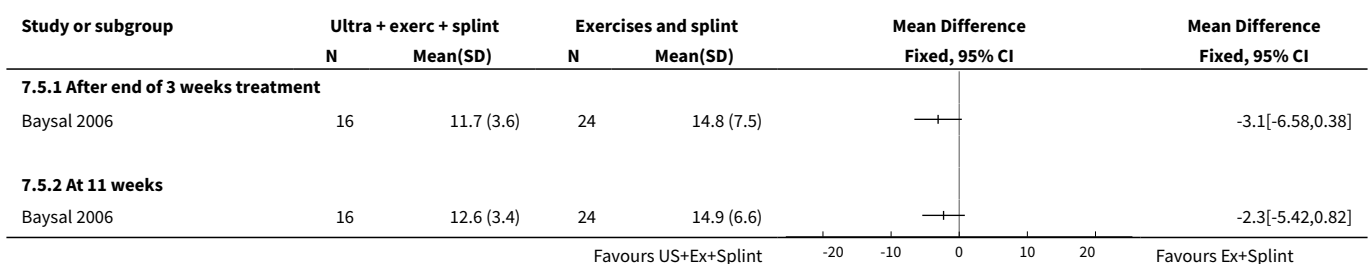 Study or subgroup Ultra + exerc + splint Exercises and splint Mean Difference Mean Difference
N Mean(SD) N Mean(SD) Fixed, 95% CI Fixed, 95% CI
7.5.1 After end of 3 weeks treatment
Baysal 2006 16 11.7 (3.6) 24 14.8 (7.5) -3.1[-6.58,0.38]
7.5.2 At 11 weeks
Baysal 2006 16 12.6 (3.4) 24 14.9 (6.6) -2.3[-5.42,0.82]
Favours US+Ex+Splint -20 -10 0 10 20 Favours Ex+Splint